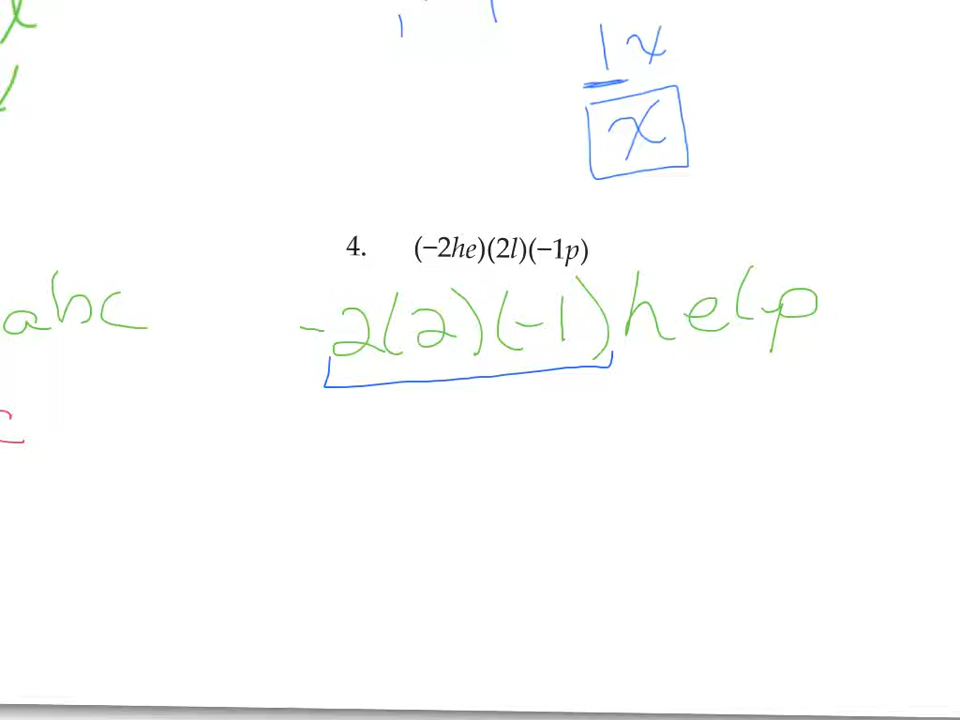 1x
x
4. (−2he)(2l)(−1p)
abc
-2(2)(-1)help
c